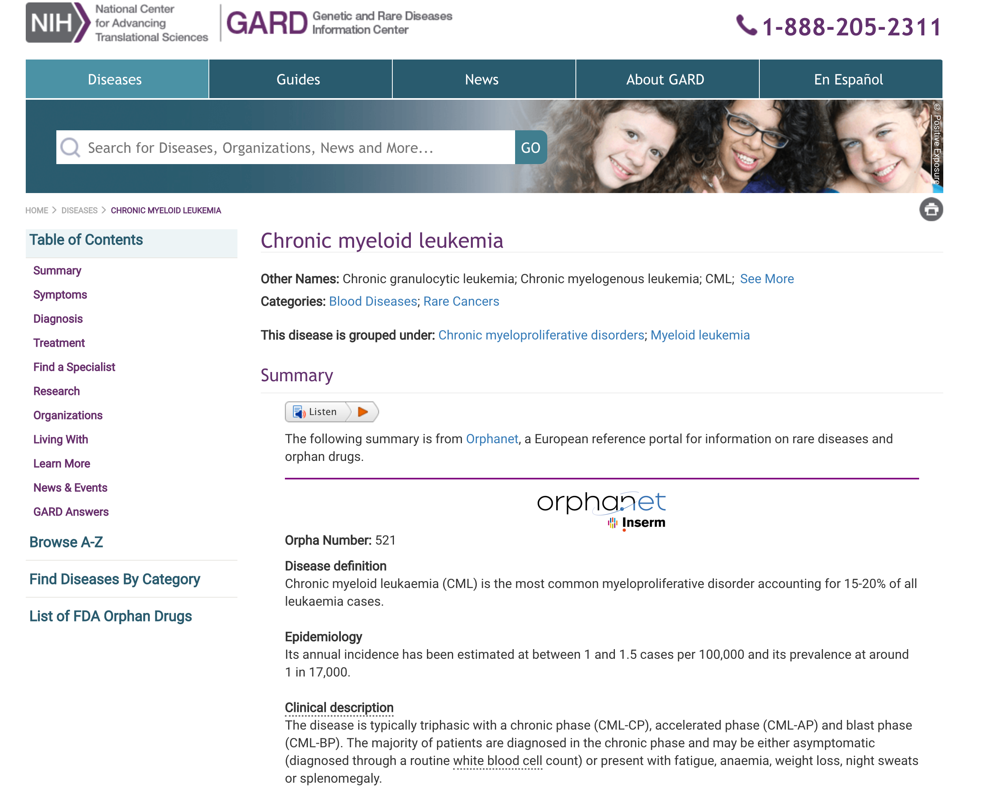 NIH
National Center
for Advancing
Translational Sciences
GARD
Genetic and Rare Diseases
Information Center
1-888-205-2311
Diseases
Guides
News
About GARD
En Español
Search for Diseases, Organizations, News and More...
GO
© Positive Exposure
HOME > DISEASES > CHRONIC MYELOID LEUKEMIA
Table of Contents
Summary
Symptoms
Diagnosis
Treatment
Find a Specialist
Research
Organizations
Living With
Learn More
News & Events
GARD Answers
Browse A-Z
Find Diseases By Category
List of FDA Orphan Drugs
Chronic myeloid leukemia
Other Names: Chronic granulocytic leukemia; Chronic myelogenous leukemia; CML; See More
Categories: Blood Diseases; Rare Cancers
This disease is grouped under: Chronic myeloproliferative disorders; Myeloid leukemia
Summary
Listen
The following summary is from Orphanet, a European reference portal for information on rare diseases and
orphan drugs.
orphanet
Inserm
Orpha Number: 521
Disease definition
Chronic myeloid leukaemia (CML) is the most common myeloproliferative disorder accounting for 15-20% of all
leukaemia cases.
Epidemiology
Its annual incidence has been estimated at between 1 and 1.5 cases per 100,000 and its prevalence at around
1 in 17,000.
Clinical description
The disease is typically triphasic with a chronic phase (CML-CP), accelerated phase (CML-AP) and blast phase
(CML-BP). The majority of patients are diagnosed in the chronic phase and may be either asymptomatic
(diagnosed through a routine white blood cell count) or present with fatigue, anaemia, weight loss, night sweats
or splenomegaly.